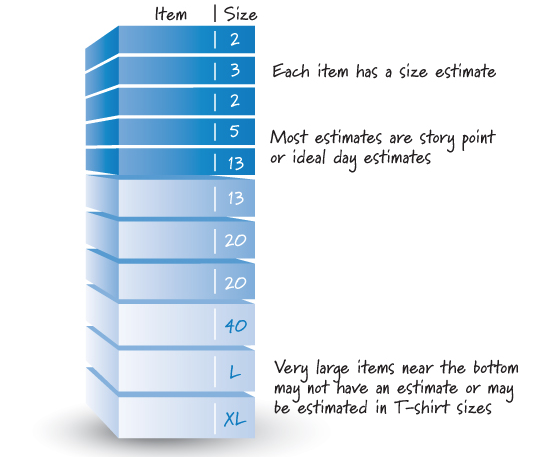 Item | Size
2
3
Each item has a size estimate
2
5
Most estimates are story point
or ideal day estimates
13
13
20
20
40
L
Very large items near the bottom
may not have an estimate or may
be estimated in T-shirt sizes
XL